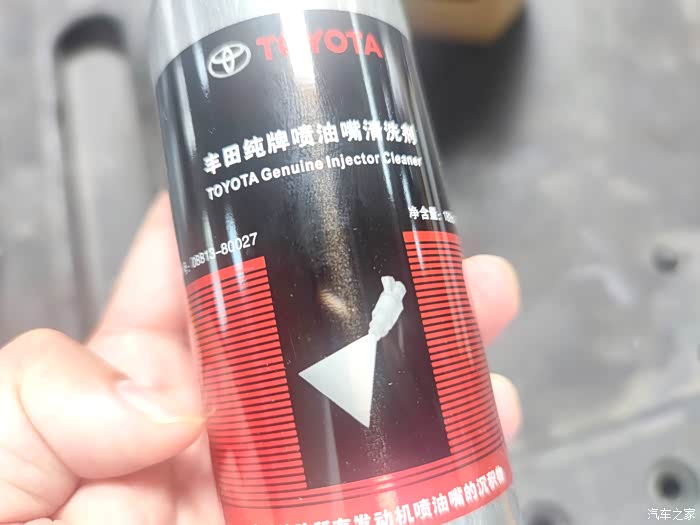 TOYOTA
丰田纯牌喷油嘴清洗剂
TOYOTA Genuine Injector Cleaner
净含量:
08813-80027
发动机喷油嘴的沉积物
汽车之家